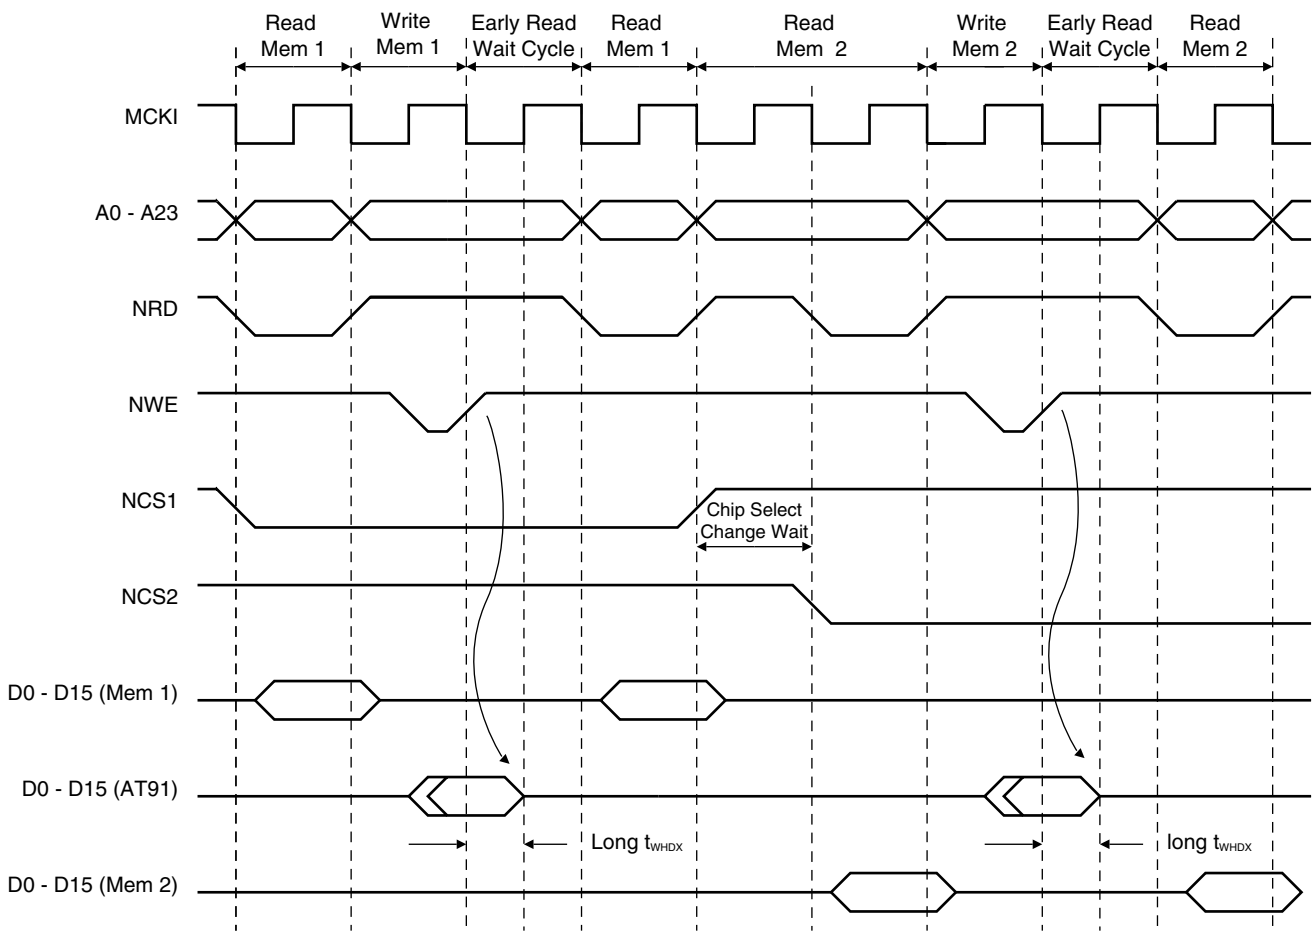 Read
Mem 1
Write
Mem 1
Early Read
Wait Cycle
Read
Mem 1
Read
Mem 2
Write
Mem 2
Early Read
Wait Cycle
Read
Mem 2
MCKI
A0 - A23
NRD
NWE
NCS1
Chip Select
Change Wait
NCS2
D0 - D15 (Mem 1)
D0 - D15 (AT91)
Long tWHDX
long tWHDX
D0 - D15 (Mem 2)